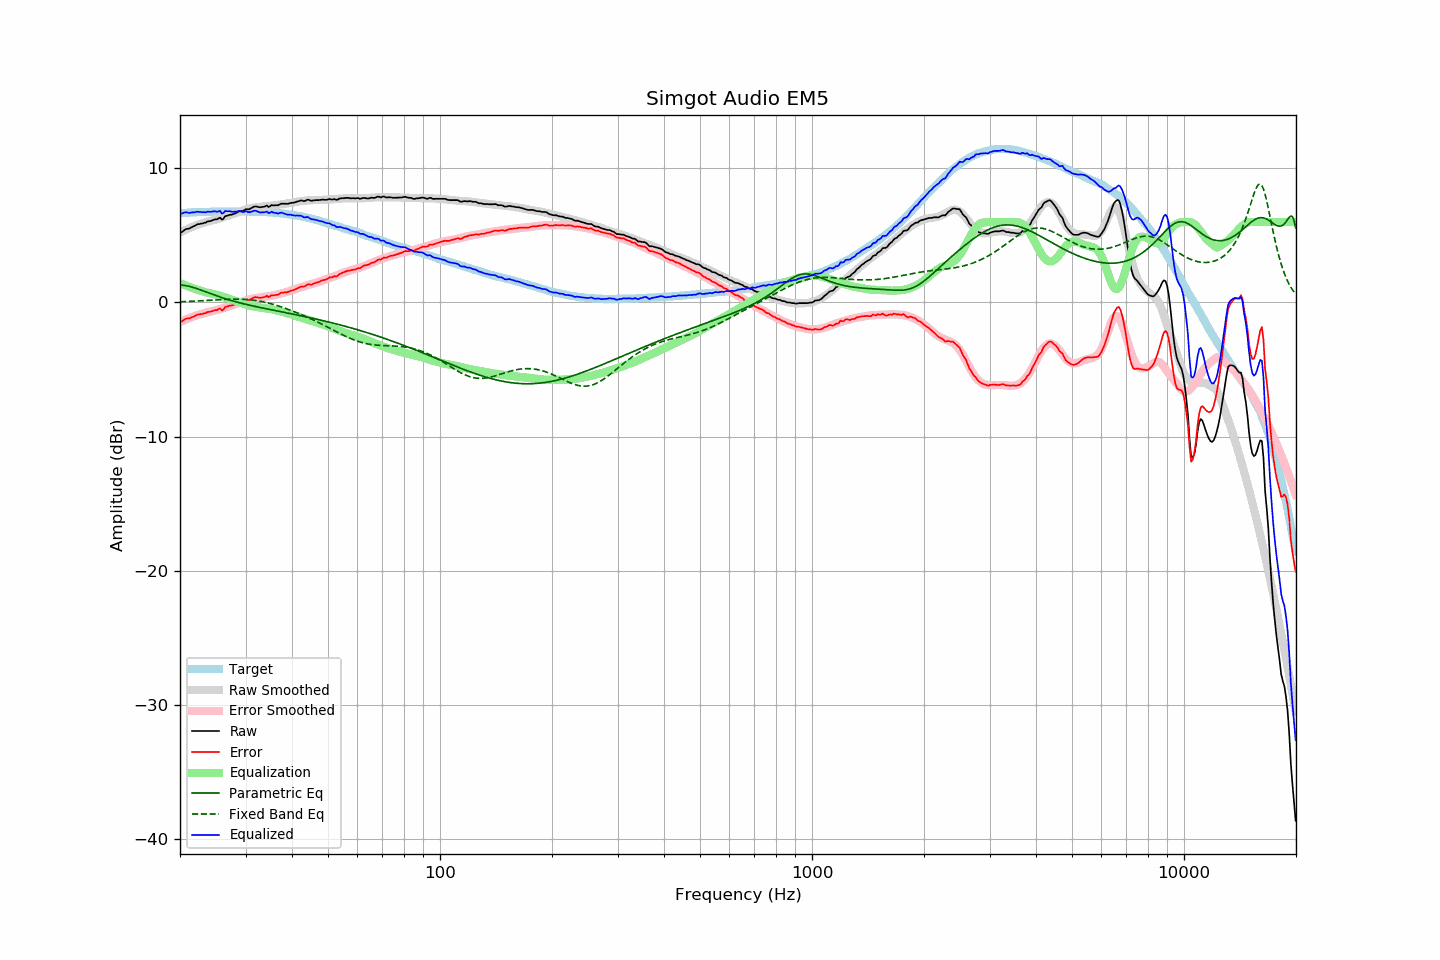 Simgot Audio EM5
10
0
−10
−20
−30
−40
Amplitude (dBr)
Target
Raw Smoothed
Error Smoothed
Raw
Error
Equalization
Parametric Eq
Fixed Band Eq
Equalized
100
1000
10000
Frequency (Hz)